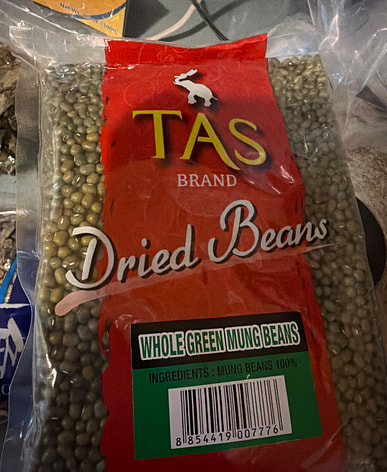 TAS
BRAND
Dried Beans
WHOLE GREEN MUNG BEANS
INGREDIENTS : MUNG BEANS 100%
8 854419 007776